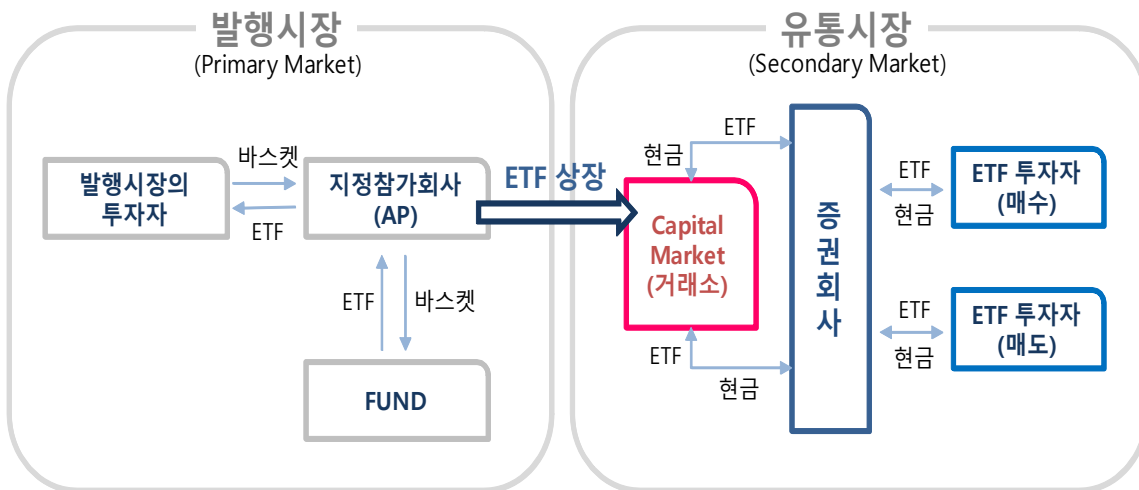 발행시장
(Primary Market)
바스켓
발행시장의
투자자
ETF
지정참가회사
(AP)
ETF
바스켓
FUND
ETF 상장
유통시장
(Secondary Market)
ETF
현금
Capital
Market
(거래소)
ETF
현금
증
권
회
사
ETF
현금
ETF 투자자
(매수)
ETF
현금
ETF 투자자
(매도)